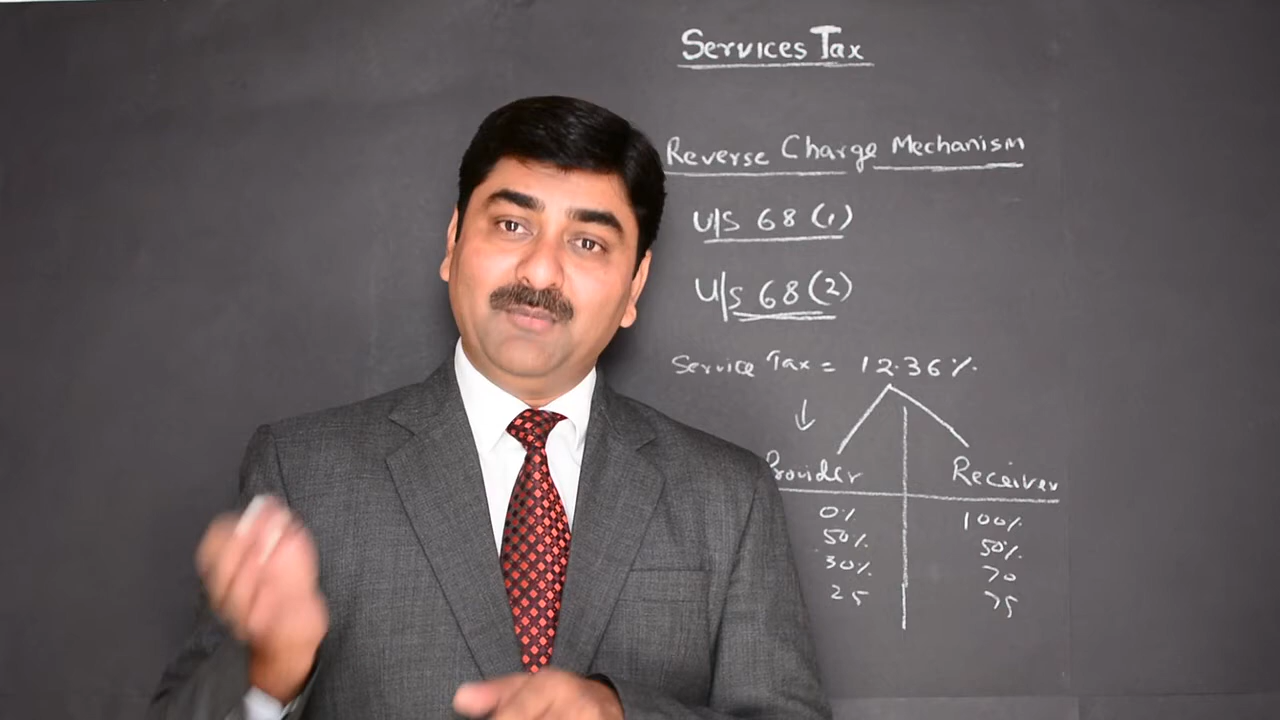 Services Tax
Reverse Charge Mechanism
U/S 68 (1)
U/s 68 (2)
Service Tax = 12.36%
Provider Receiver
0% 100%
50% 50%
30% 70
25 75